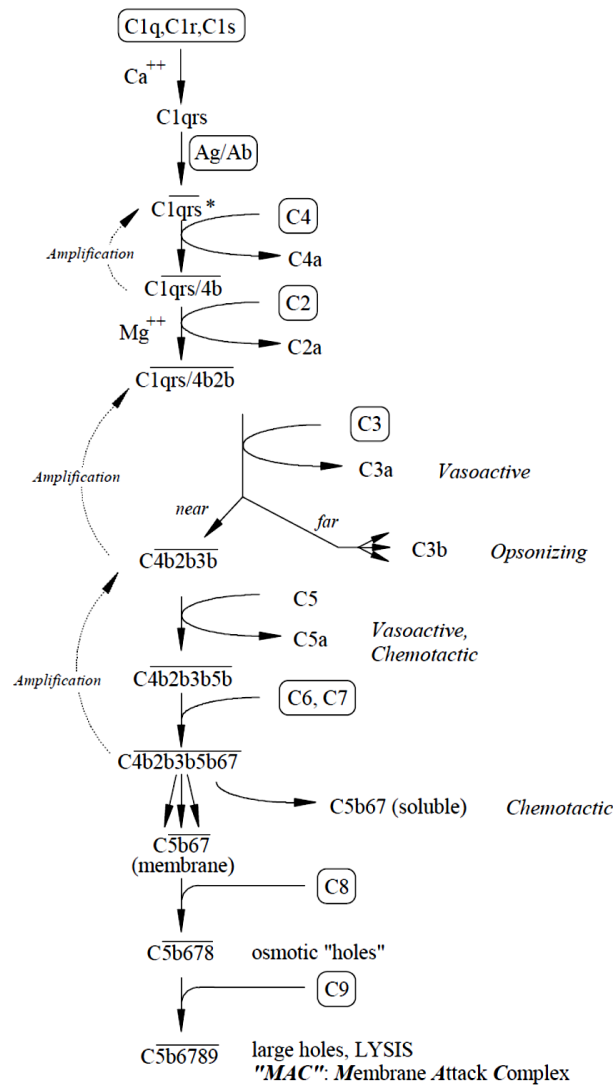 C1q,C1r,C1s
Ca++
C1qrs
Ag/Ab
C1qrs *
C4
Amplification
C4a
C1qrs/4b
C2
Mg++
C2a
C1qrs/4b2b
C3
C3a Vasoactive
Amplification
near
far
C3b Opsonizing
C4b2b3b
C5
C5a Vasoactive,
Chemotactic
Amplification
C4b2b3b5b
C6, C7
C4b2b3b5b67
C5b67 (soluble) Chemotactic
C5b67
(membrane)
C8
C5b678 osmotic "holes"
C9
C5b6789 large holes, LYSIS
"MAC": Membrane Attack Complex